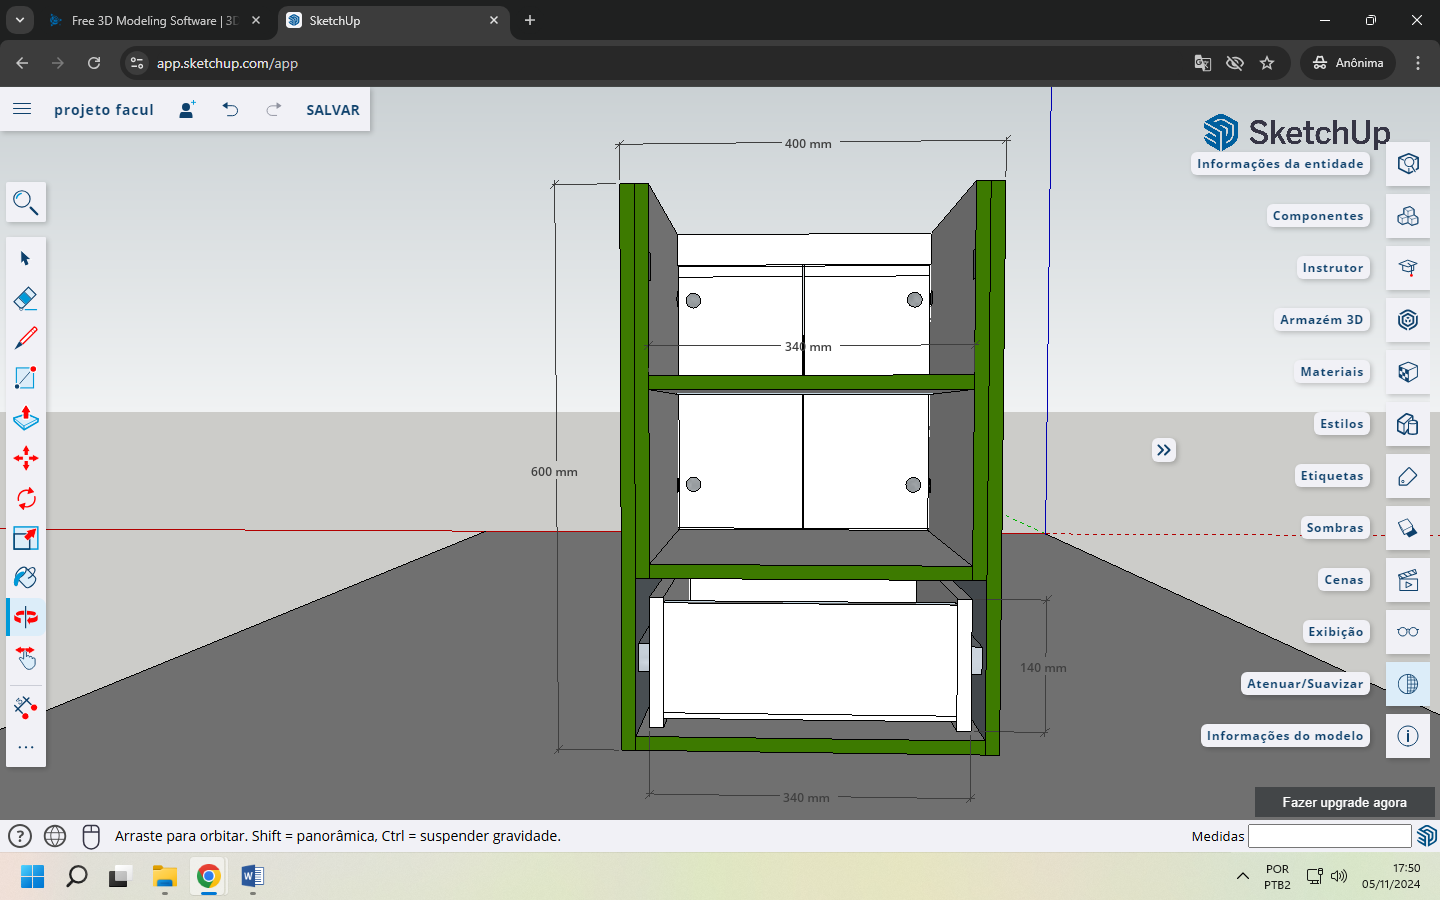 Free 3D Modeling Software | 3D
SketchUp
app.sketchup.com/app
Anônima
projeto facul
SALVAR
SketchUp
Informações da entidade
Componentes
Instrutor
Armazém 3D
Materiais
Estilos
Etiquetas
Sombras
Cenas
Exibição
Atenuar/Suavizar
Informações do modelo
400 mm
340 mm
600 mm
140 mm
340 mm
Fazer upgrade agora
Arraste para orbitar. Shift = panorâmica, Ctrl = suspender gravidade.
Medidas
POR
PTB2
17:50
05/11/2024